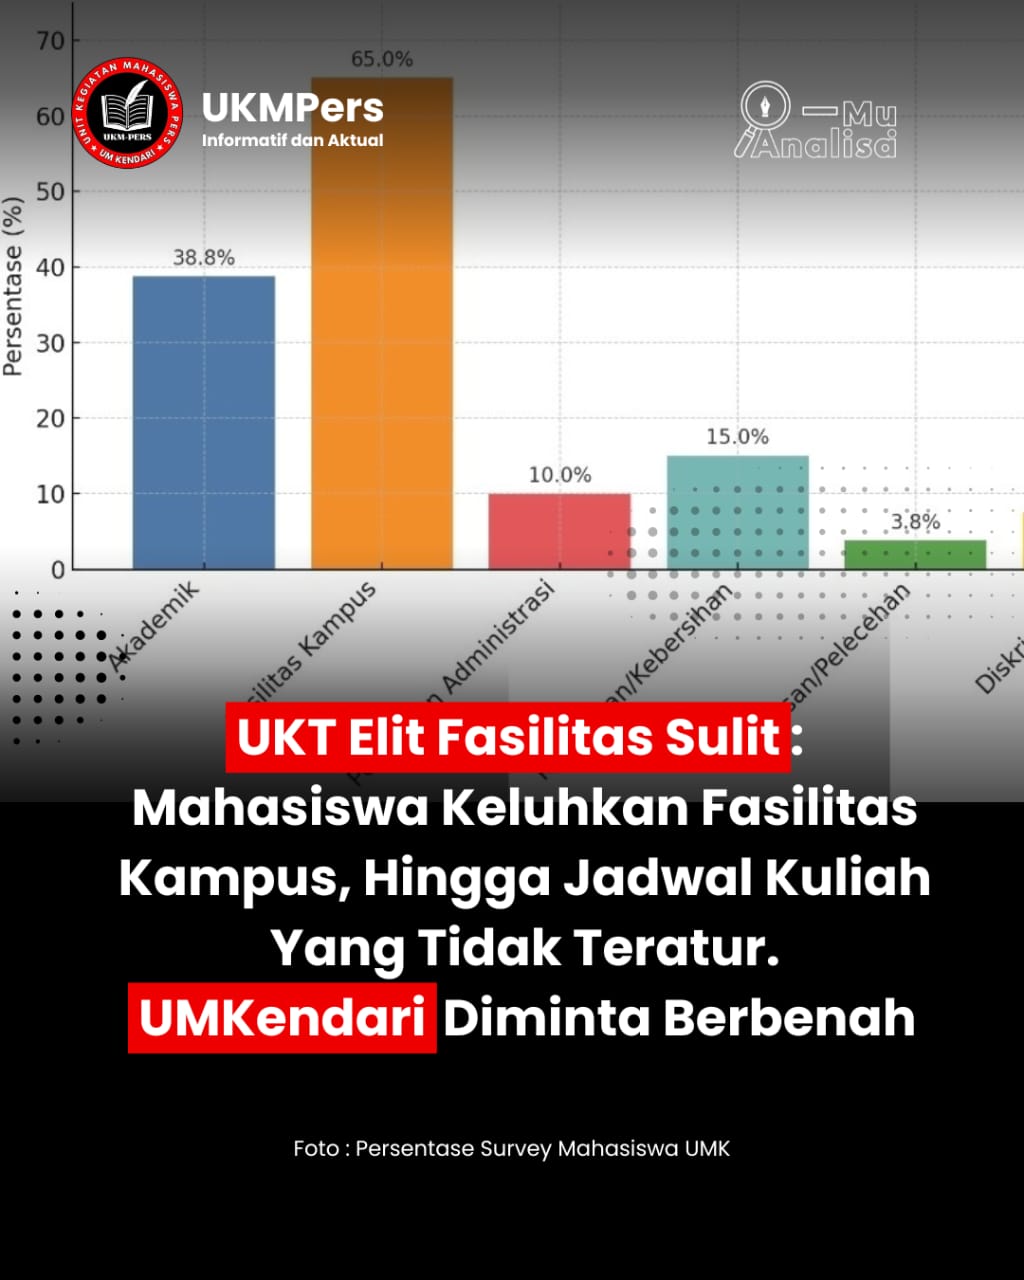 70
65.0%
UNIT KEGIATAN MAHASISWA PERS
UKM-PERS
UM KENDARI
UKMPers
Informatif dan Aktual
Mu
Analisa
60
50
Persentase (%)
40
38.8%
30
20
15.0%
10.0%
10
3.8%
0
Akademik
silitas Kampus
Administrasi
an/Kebersihan
san/Pelecehan
Diskri
UKT Elit Fasilitas Sulit :
Mahasiswa Keluhkan Fasilitas
Kampus, Hingga Jadwal Kuliah
Yang Tidak Teratur.
UMKendari Diminta Berbenah
Foto : Persentase Survey Mahasiswa UMK